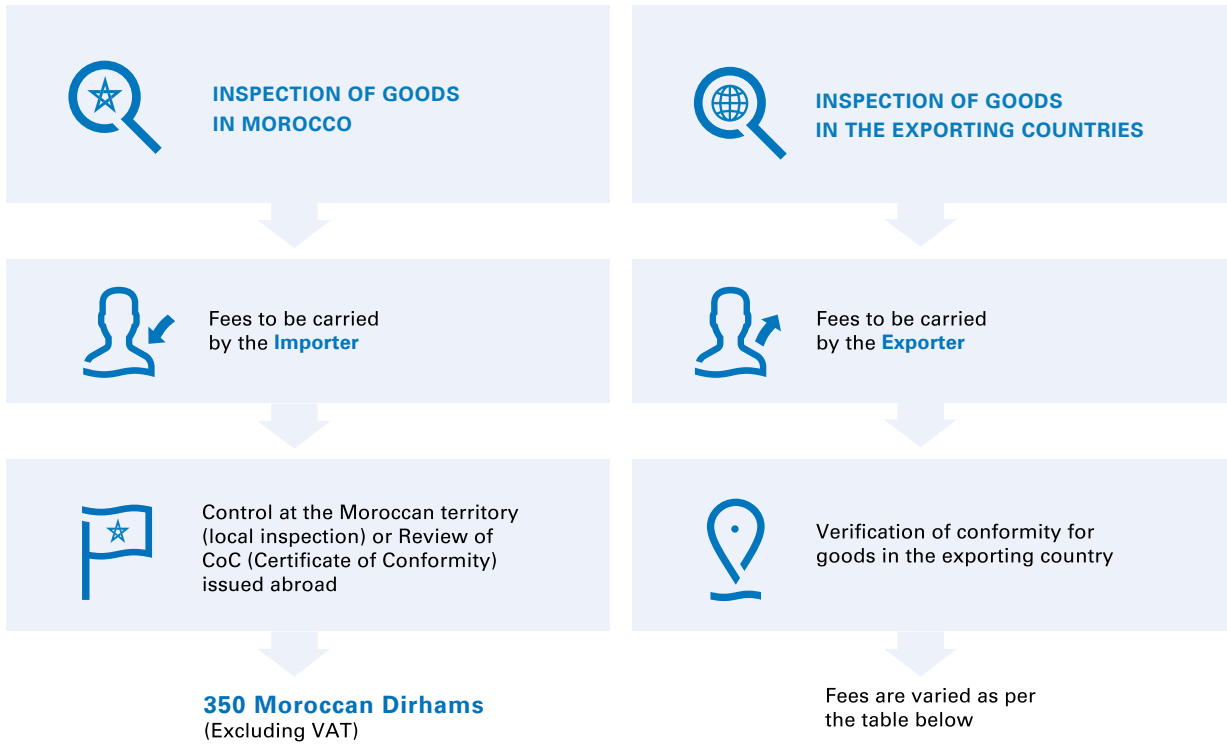 INSPECTION OF GOODS
IN MOROCCO
Fees to be carried
by the Importer
Control at the Moroccan territory
(local inspection) or Review of
CoC (Certificate of Conformity)
issued abroad
350 Moroccan Dirhams
(Excluding VAT)
INSPECTION OF GOODS
IN THE EXPORTING COUNTRIES
Fees to be carried
by the Exporter
Verification of conformity for
goods in the exporting country
Fees are varied as per
the table below